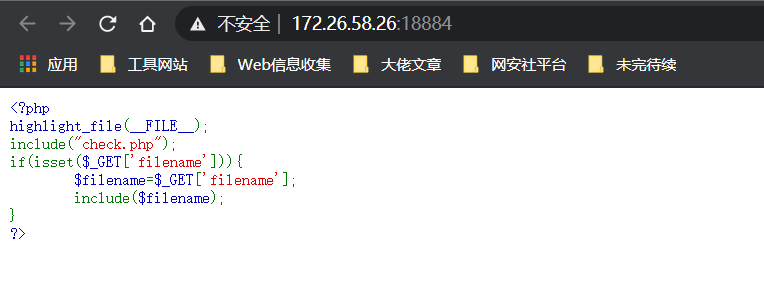 不安全 | 172.26.58.26:18884
应用 工具网站 Web信息收集 大佬文章 网安社平台 未完待续
<?php
highlight_file(__FILE__);
include("check.php");
if(isset($_GET['filename'])){
        $filename=$_GET['filename'];
        include($filename);
}
?>